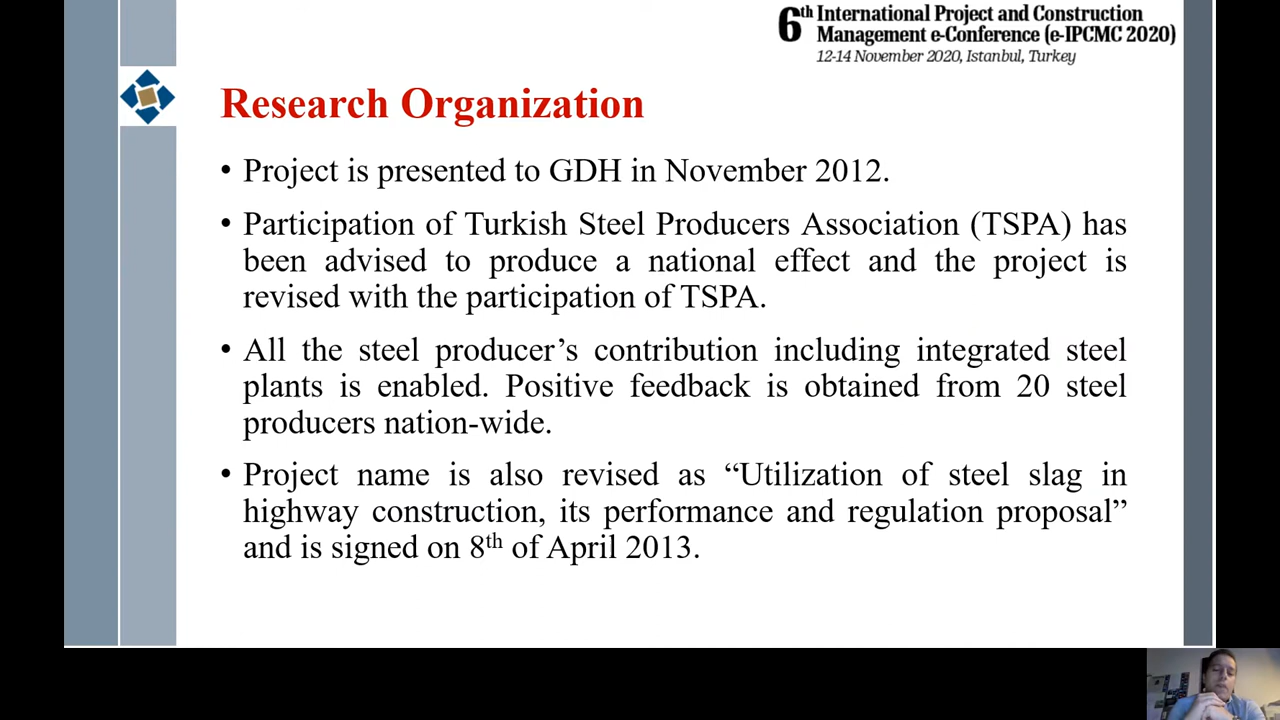 6th International Project and Construction
Management e-Conference (e-IPCMC 2020)
12-14 November 2020, Istanbul, Turkey
Research Organization
• Project is presented to GDH in November 2012.
• Participation of Turkish Steel Producers Association (TSPA) has
been advised to produce a national effect and the project is
revised with the participation of TSPA.
• All the steel producer’s contribution including integrated steel
plants is enabled. Positive feedback is obtained from 20 steel
producers nation-wide.
• Project name is also revised as “Utilization of steel slag in
highway construction, its performance and regulation proposal”
and is signed on 8th of April 2013.